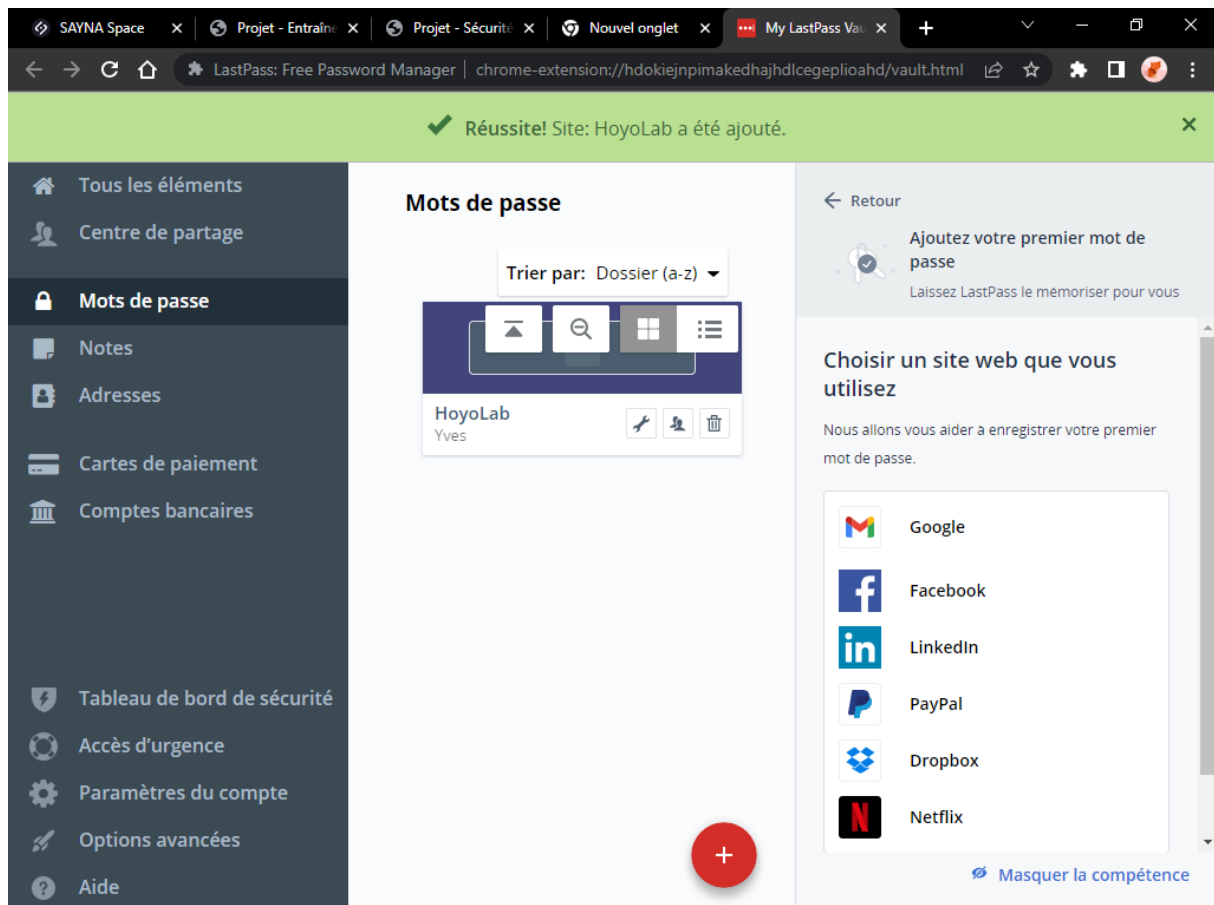 SAYNA Space
Projet - Entraîne
Projet - Sécurité
Nouvel onglet
My LastPass Vau
LastPass: Free Password Manager | chrome-extension://hdokiejnpimakedhajhdlcegeplioahd/vault.html
Réussite! Site: HoyoLab a été ajouté.
Tous les éléments
Centre de partage
Mots de passe
Notes
Adresses
Cartes de paiement
Comptes bancaires
Tableau de bord de sécurité
Accès d'urgence
Paramètres du compte
Options avancées
Aide
Mots de passe
Trier par: Dossier (a-z)
HoyoLab
Yves
Retour
Ajoutez votre premier mot de
passe
Laissez LastPass le mémoriser pour vous
Choisir un site web que vous
utilisez
Nous allons vous aider à enregistrer votre premier
mot de passe.
Google
Facebook
LinkedIn
PayPal
Dropbox
Netflix
Masquer la compétence